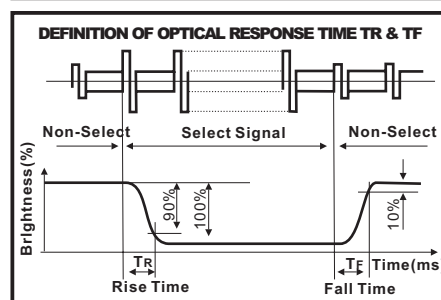 DEFINITION OF OPTICAL RESPONSE TIME TR & TF
Non-Select Select Signal Non-Select
Brightness(%)
90%
100%
10%
TR TF Time(ms)
Rise Time Fall Time